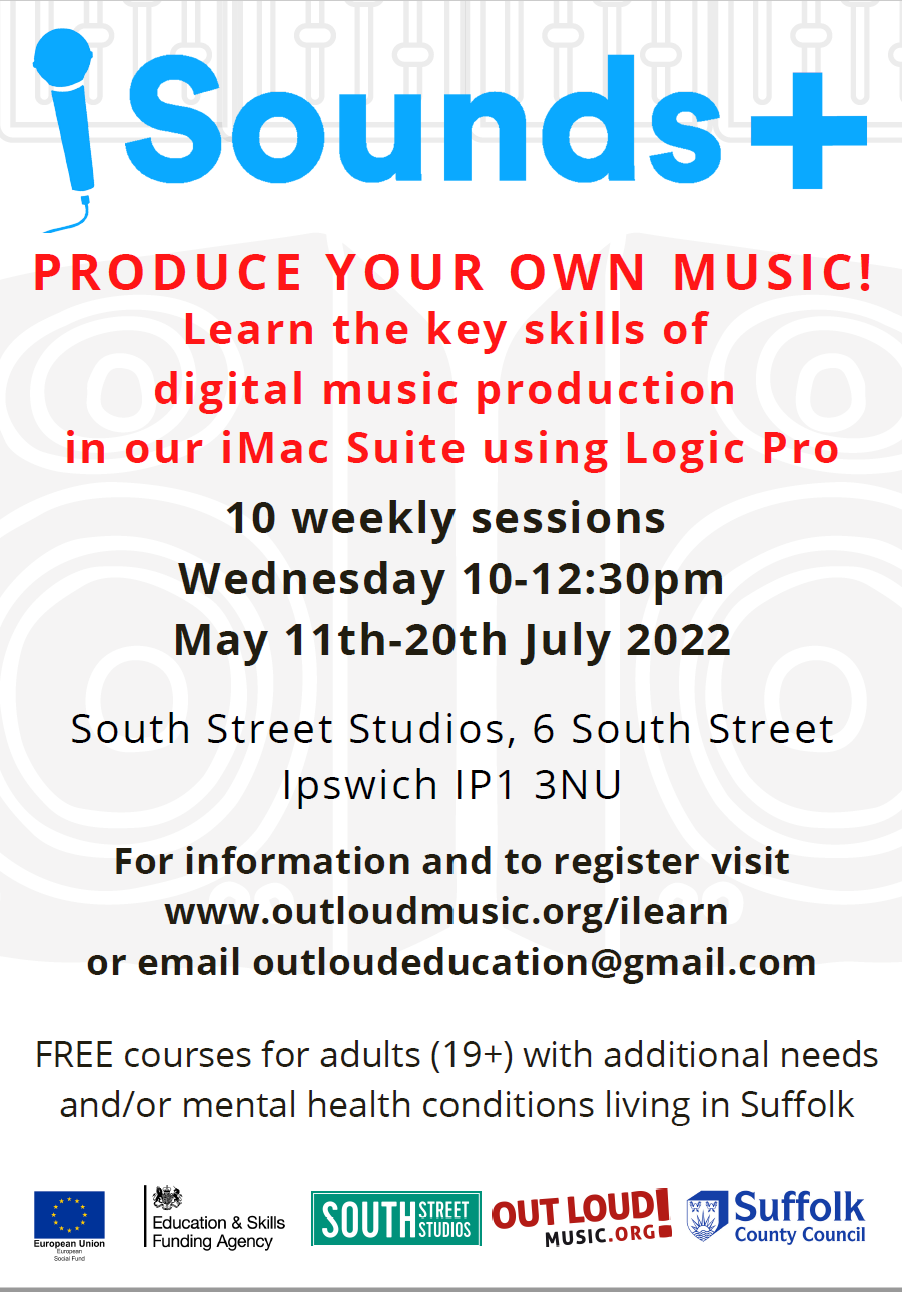 iSounds+
PRODUCE YOUR OWN MUSIC!
Learn the key skills of
digital music production
in our iMac Suite using Logic Pro
10 weekly sessions
Wednesday 10-12:30pm
May 11th-20th July 2022
South Street Studios, 6 South Street
Ipswich IP1 3NU
For information and to register visit
www.outloudmusic.org/ilearn
or email outloudeducation@gmail.com
FREE courses for adults (19+) with additional needs
and/or mental health conditions living in Suffolk
European Union
European
Social Fund
Education & Skills
Funding Agency
SOUTH STREET
STUDIOS
OUT LOUD!
MUSIC.ORG
Suffolk
County Council